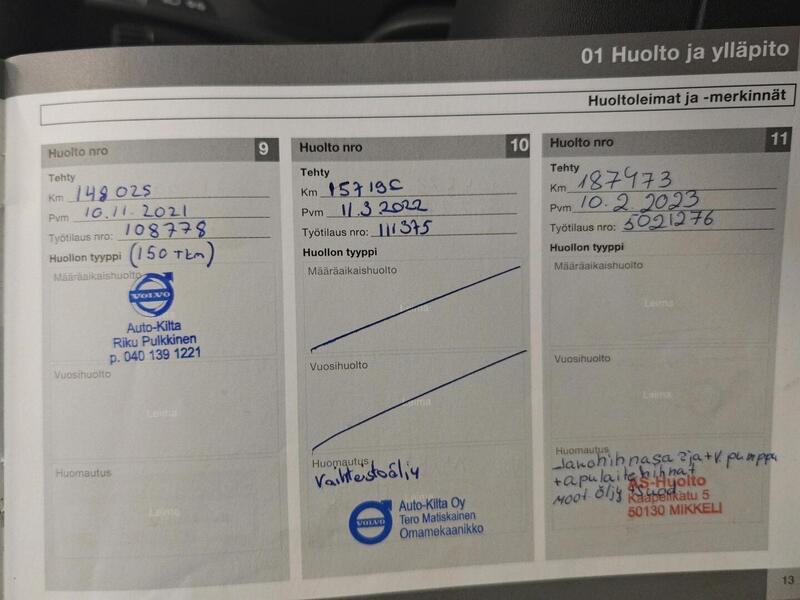 01 Huolto ja ylläpito
Huoltoleimat ja -merkinnät
Huolto nro 9
Tehty
Km 148025
Pvm 10.11.2021
Työtilaus nro: 108778
Huollon tyyppi (150 Tkm)
Määräaikaishuolto
VOLVO
Auto-Kilta
Riku Pulkkinen
p. 040 139 1221
Vuosihuolto
Leima
Huomautus
Leima
Huolto nro 10
Tehty
Km
Pvm 11.3.2022
Työtilaus nro: 111375
Huollon tyyppi
Määräaikaishuolto
Leima
Vuosihuolto
Leima
Huomautus
Vaihteistoöljy
VOLVO
Auto-Kilta Oy
Tero Matiskainen
Omamekaanikko
Huolto nro 11
Tehty
Km 187473
Pvm 10.2.2023
Työtilaus nro: 5021276
Huollon tyyppi
Määräaikaishuolto
Leima
Vuosihuolto
Leima
Huomautus
Jakohihnasarja + v. pumppu
+ apulaitehihnat
moot. öljy
AS-Huolto
Kaapelikatu 5
50130 MIKKELI
13